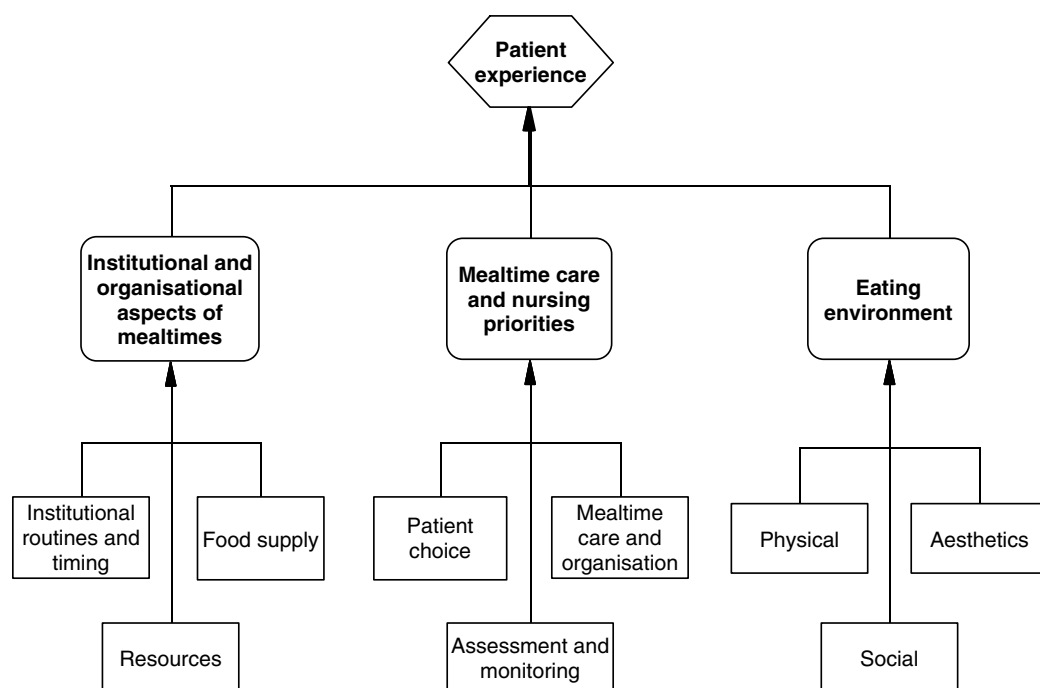 Patient
experience
Institutional and
organisational
aspects of
mealtimes
Mealtime care
and nursing
priorities
Eating
environment
Institutional
routines and
timing
Food supply
Resources
Patient
choice
Mealtime
care and
organisation
Assessment and
monitoring
Physical
Aesthetics
Social